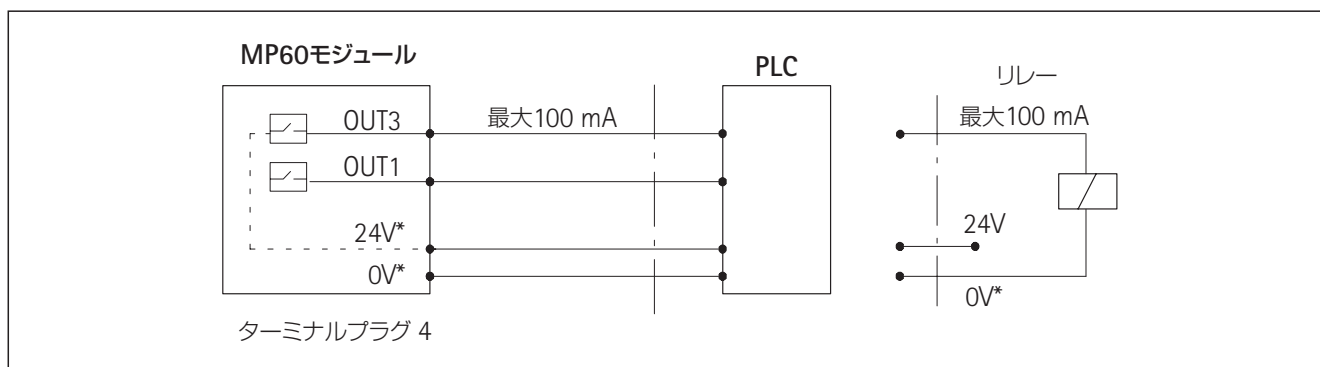 MP60モジュール
PLC
リレー
OUT3
最大100 mA
最大100 mA
OUT1
24V*
24V
0V*
0V*
ターミナルプラグ 4